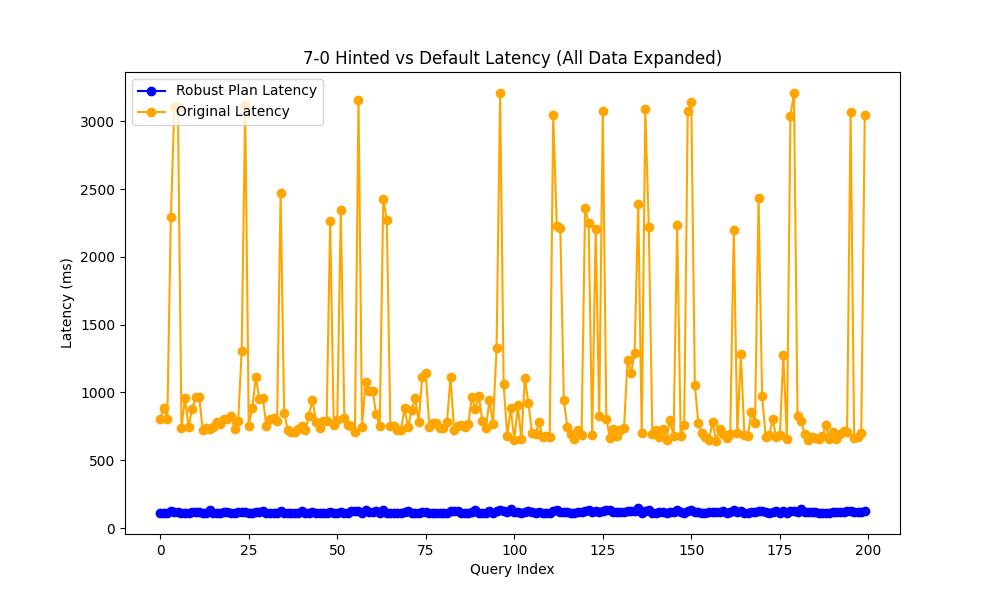 7-0 Hinted vs Default Latency (All Data Expanded)
Robust Plan Latency
Original Latency
Latency (ms)
3000
2500
2000
1500
1000
500
0
0 25 50 75 100 125 150 175 200
Query Index